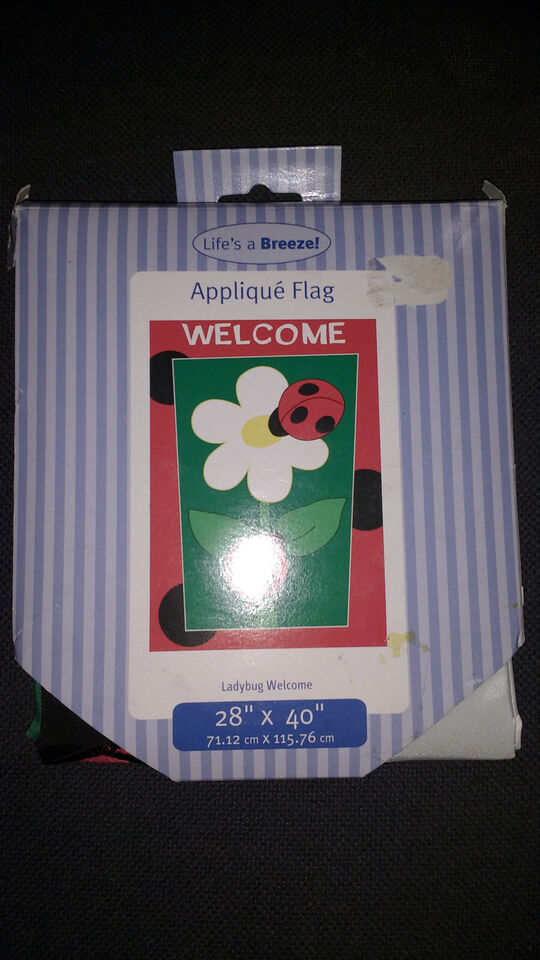 Life's a Breeze!
Appliqué Flag
WELCOME
Ladybug Welcome
28" x 40"
71.12 cm x 115.76 cm